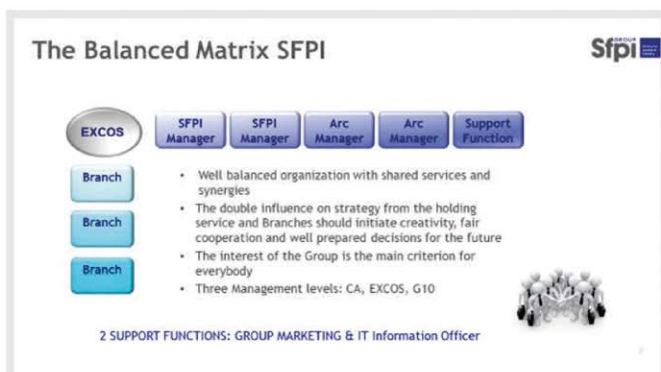 The Balanced Matrix SFPI
GROUP
Sfpi
EXCOS
SFPI Manager
SFPI Manager
Arc Manager
Arc Manager
Support Function
Branch
Branch
Branch
• Well balanced organization with shared services and
synergies
• The double influence on strategy from the holding
service and Branches should initiate creativity, fair
cooperation and well prepared decisions for the future
• The interest of the Group is the main criterion for
everybody
• Three Management levels: CA, EXCOS, G10
2 SUPPORT FUNCTIONS: GROUP MARKETING & IT Information Officer